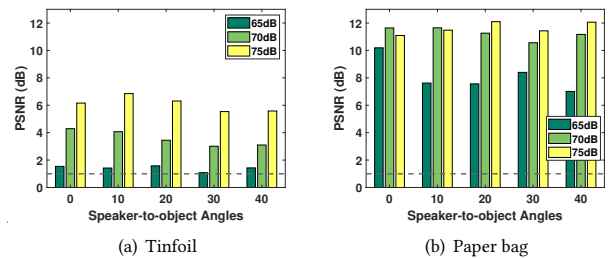 12
10
8
6
4
2
0
PSNR (dB)
65dB
70dB
75dB
0 10 20 30 40
Speaker-to-object Angles
(a) Tinfoil
12
10
8
6
4
2
0
PSNR (dB)
65dB
70dB
75dB
0 10 20 30 40
Speaker-to-object Angles
(b) Paper bag